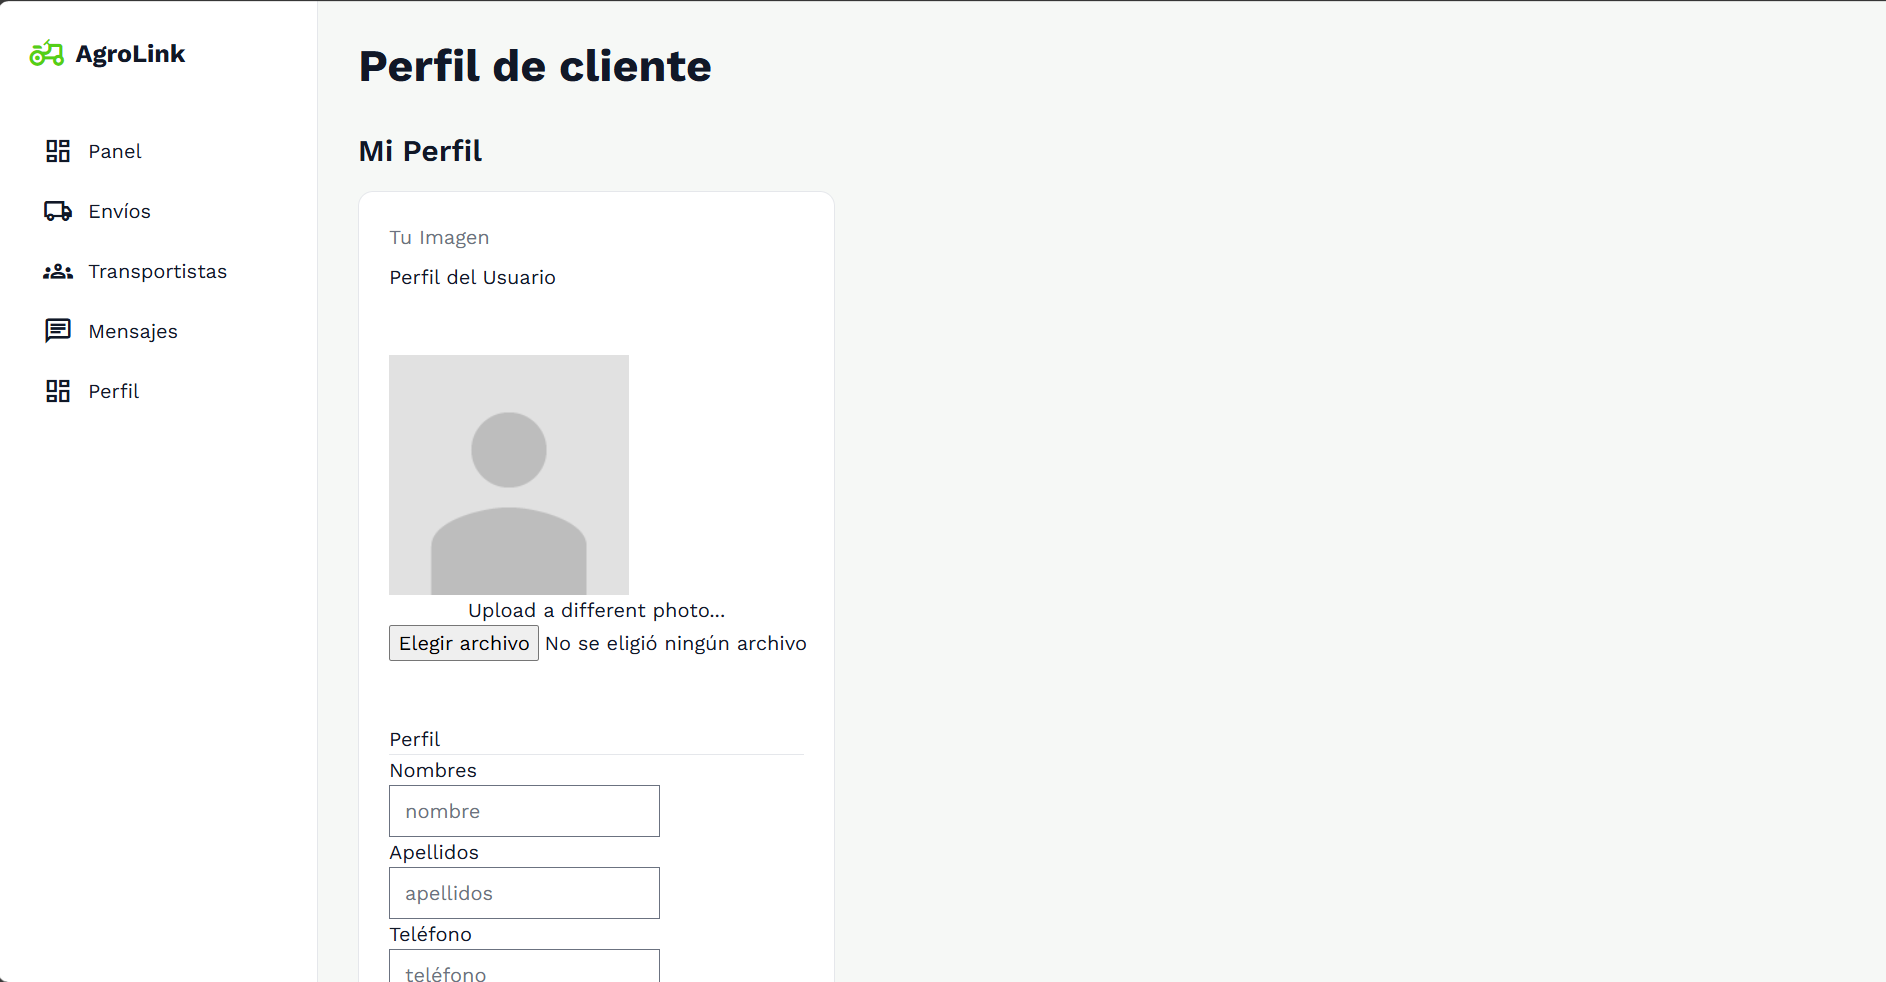 AgroLink
Panel
Envíos
Transportistas
Mensajes
Perfil
Perfil de cliente
Mi Perfil
Tu Imagen
Perfil del Usuario
Upload a different photo...
Elegir archivo No se eligió ningún archivo
Perfil
Nombres
nombre
Apellidos
apellidos
Teléfono
teléfono